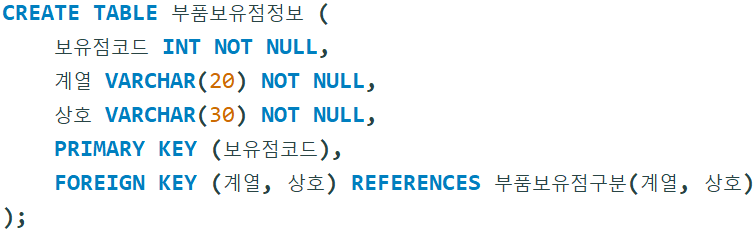 CREATE TABLE 부품보유점정보 (
    보유점코드 INT NOT NULL,
    계열 VARCHAR(20) NOT NULL,
    상호 VARCHAR(30) NOT NULL,
    PRIMARY KEY (보유점코드),
    FOREIGN KEY (계열, 상호) REFERENCES 부품보유점구분(계열, 상호)
);